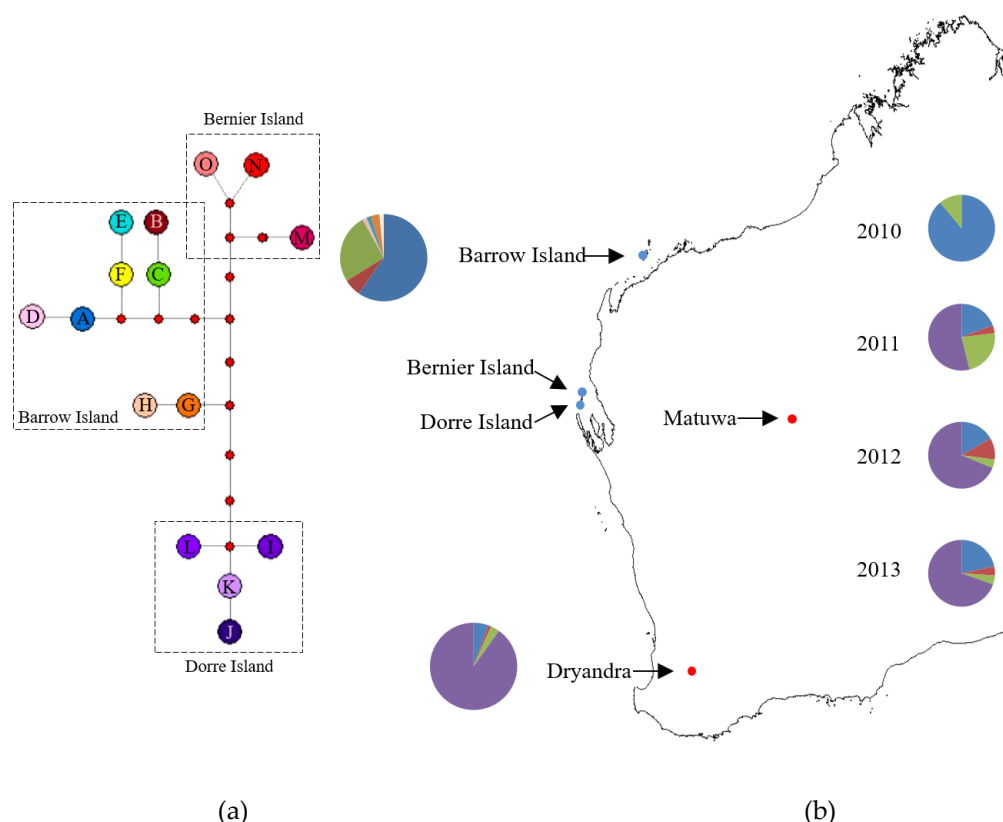 Bernier Island
O N
E B
M
F C
D A
H G
Barrow Island
L I
K
J
Dorre Island
(a)
Barrow Island
Bernier Island
Dorre Island
Matuwa
Dryandra
2010
2011
2012
2013
(b)